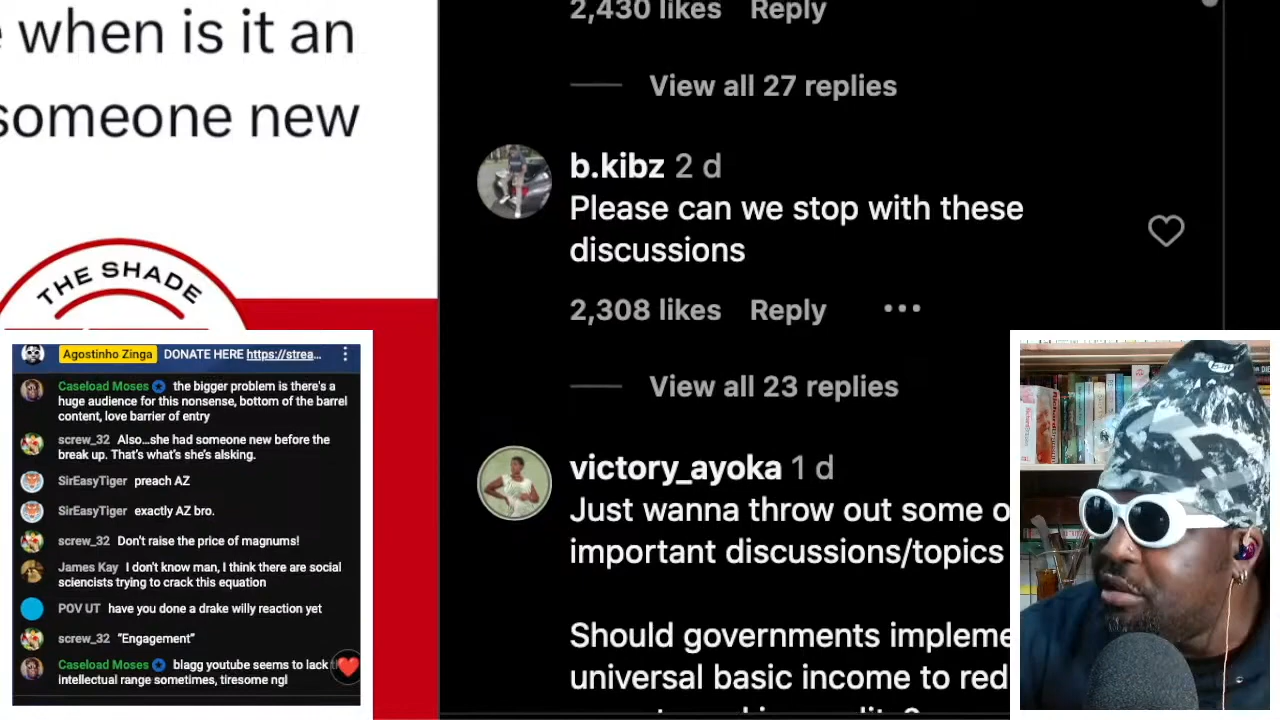 when is it an
someone new
THE SHADE
2,430 likes Reply
View all 27 replies
b.kibz 2 d
Please can we stop with these
discussions
2,308 likes Reply ...
View all 23 replies
victory_ayoka 1 d
Just wanna throw out some o
important discussions/topics
Should governments impleme
universal basic income to red
Agostinho Zinga DONATE HERE https://strea...
Caseload Moses the bigger problem is there's a
huge audience for this nonsense, bottom of the barrel
content, love barrier of entry
screw_32 Also...she had someone new before the
break up. That's what's she's alsking.
SirEasyTiger preach AZ
SirEasyTiger exactly AZ bro.
screw_32 Don't raise the price of magnums!
James Kay I don't know man, I think there are social
sciencists trying to crack this equation
POV UT have you done a drake willy reaction yet
screw_32 “Engagement”
Caseload Moses blagg youtube seems to lack
intellectual range sometimes, tiresome ngl